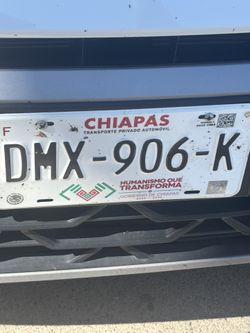 CHIAPAS
TRANSPORTE PRIVADO AUTOMÓVIL
F
DMX-906-K
HUMANISMO QUE
TRANSFORMA
GOBIERNO DE CHIAPAS